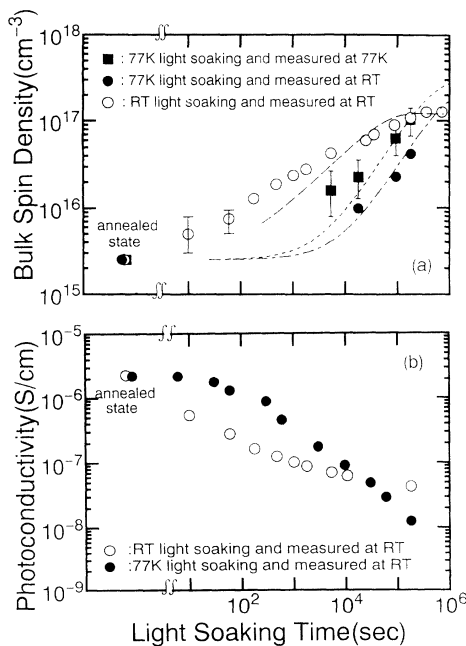 10^18
■ : 77K light soaking and measured at 77K
● : 77K light soaking and measured at RT
○ : RT light soaking and measured at RT
10^17
10^16
annealed
state
10^15
(a)
Bulk Spin Density(cm^-3)
10^-5
(b)
annealed
state
10^-6
10^-7
10^-8
○ :RT light soaking and measured at RT
● :77K light soaking and measured at RT
10^-9
Photoconductivity(S/cm)
10^2 10^4 10^6
Light Soaking Time(sec)